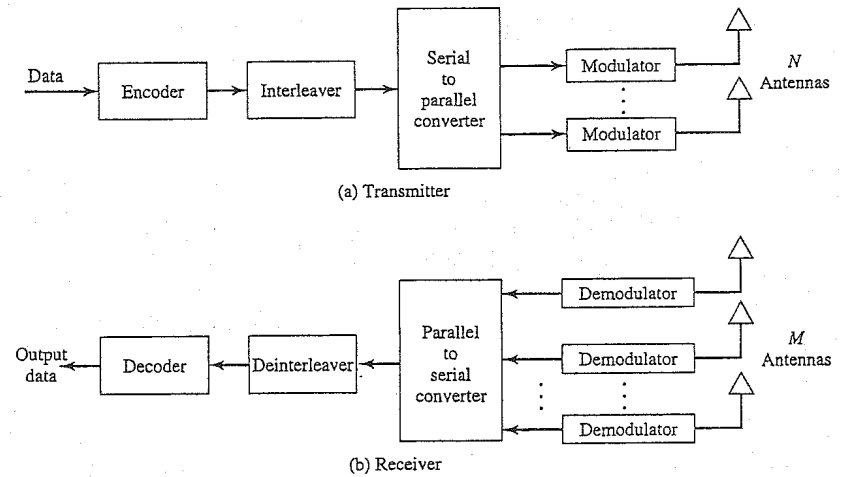 Data
Encoder
Interleaver
Serial
to
parallel
converter
Modulator
Modulator
N
Antennas
(a) Transmitter
Output
data
Decoder
Deinterleaver
Parallel
to
serial
converter
Demodulator
Demodulator
Demodulator
M
Antennas
(b) Receiver